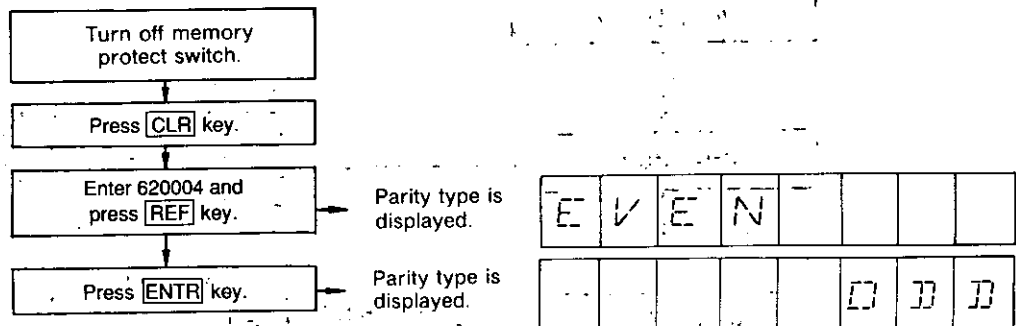 Turn off memory
protect switch.
Press CLR key.
Enter 620004 and
press REF key.
Parity type is
displayed.
EVEN
Press ENTR key.
Parity type is
displayed.
ODD